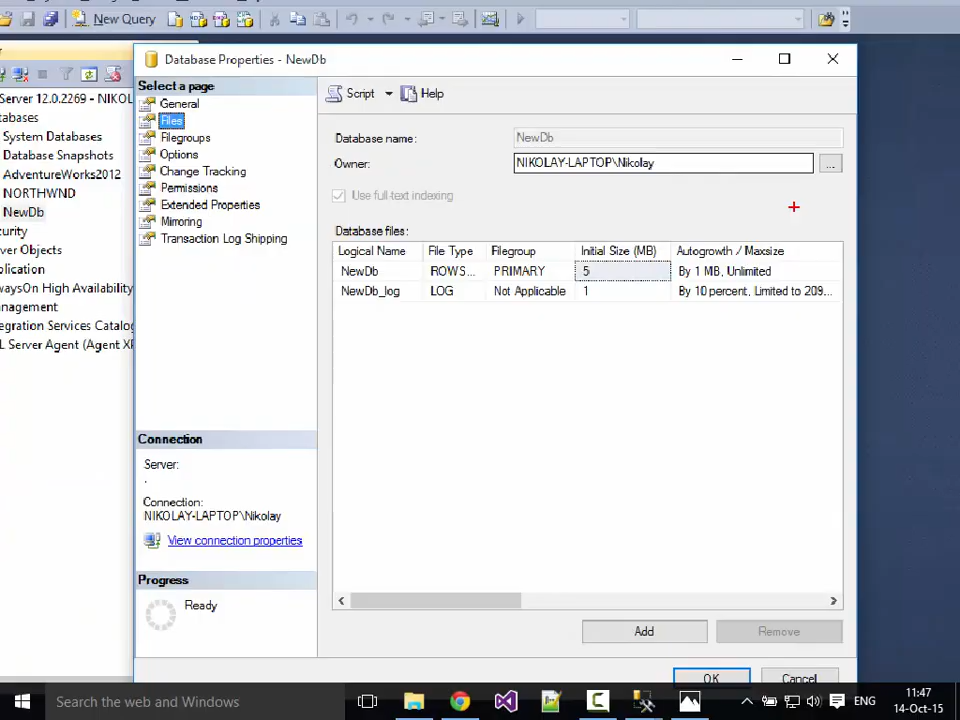 New Query
Database Properties - NewDb
Select a page
Script
Help
General
Files
Filegroups
Options
Change Tracking
Permissions
Extended Properties
Mirroring
Transaction Log Shipping
Server 12.0.2269 - NIKOL
abases
System Databases
Database Snapshots
AdventureWorks2012
NORTHWND
NewDb
curity
ver Objects
plication
waysOn High Availability
nagement
egration Services Catalo
L Server Agent (Agent XP
Database name:
NewDb
Owner:
NIKOLAY-LAPTOP\Nikolay
...
Use full-text indexing
Database files:
Logical Name File Type Filegroup Initial Size (MB) Autogrowth / Maxsize
NewDb ROWS... PRIMARY 5 By 1 MB, Unlimited
NewDb_log LOG Not Applicable 1 By 10 percent, Limited to 209...
Connection
Server:
.
Connection:
NIKOLAY-LAPTOP\Nikolay
View connection properties
Progress
Ready
Add
Remove
OK
Cancel
Search the web and Windows
ENG
11:47
14-Oct-15